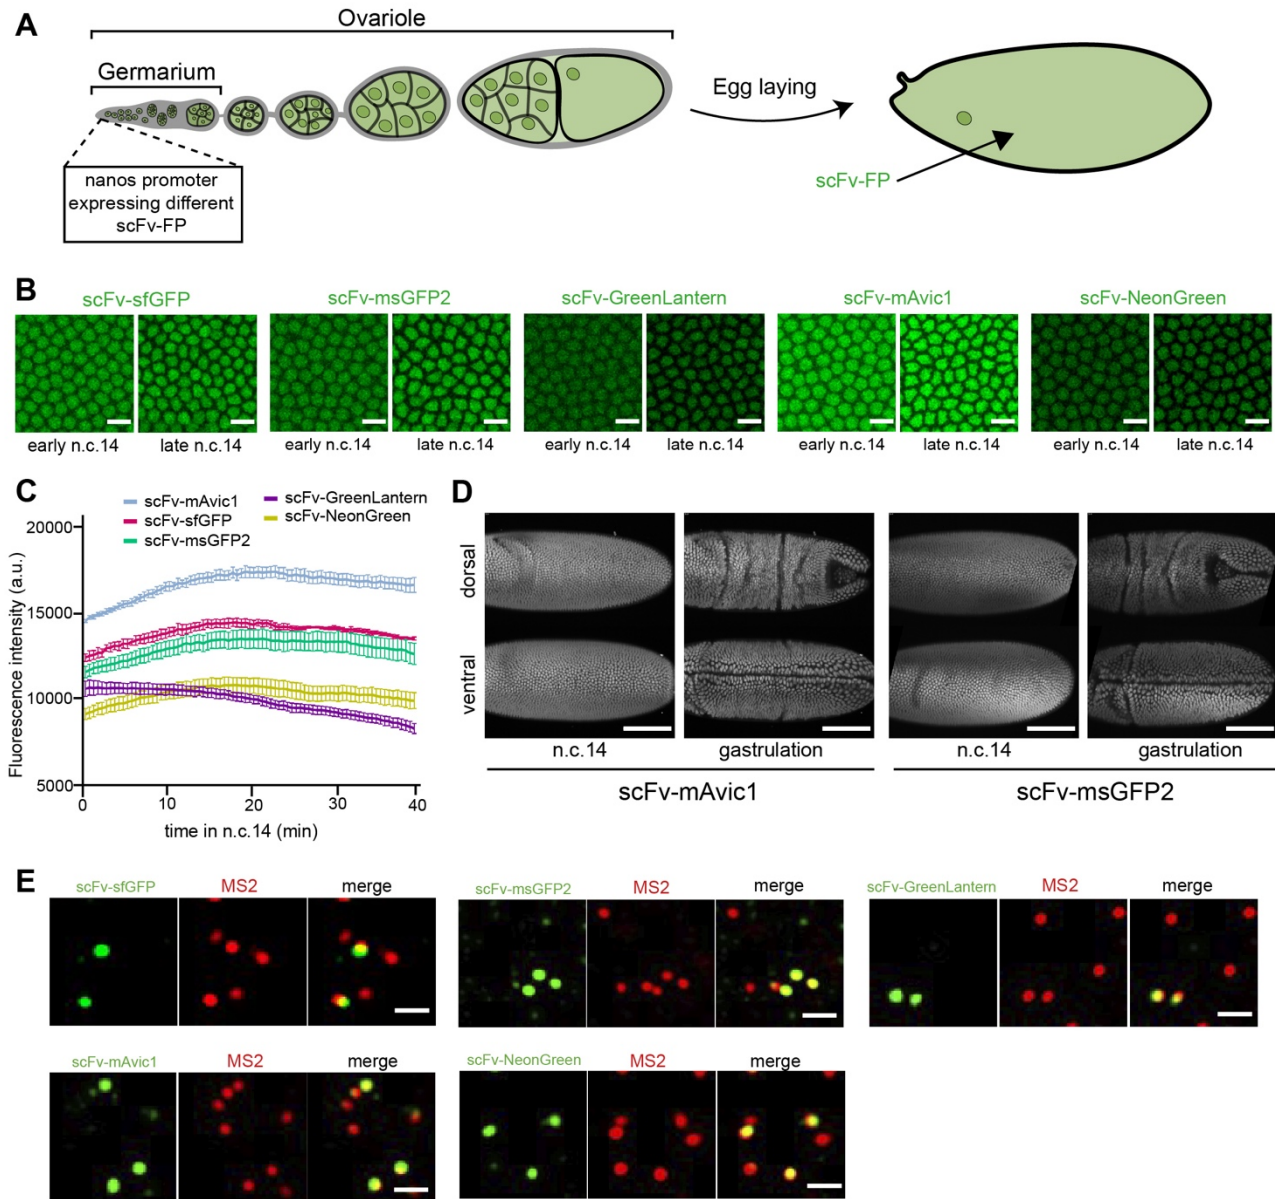 A
Ovariole
Germarium
Egg laying
nanos promoter
expressing different
scFv-FP
scFv-FP
B
scFv-sfGFP
scFv-msGFP2
scFv-GreenLantern
scFv-mAvic1
scFv-NeonGreen
early n.c.14
late n.c.14
early n.c.14
late n.c.14
early n.c.14
late n.c.14
early n.c.14
late n.c.14
early n.c.14
late n.c.14
C
scFv-mAvic1
scFv-sfGFP
scFv-msGFP2
scFv-GreenLantern
scFv-NeonGreen
Fluorescence intensity (a.u.)
20000
15000
10000
5000
0
10
20
30
40
time in n.c.14 (min)
D
dorsal
ventral
n.c.14
gastrulation
n.c.14
gastrulation
scFv-mAvic1
scFv-msGFP2
E
scFv-sfGFP
MS2
merge
scFv-msGFP2
MS2
merge
scFv-GreenLantern
MS2
merge
scFv-mAvic1
MS2
merge
scFv-NeonGreen
MS2
merge